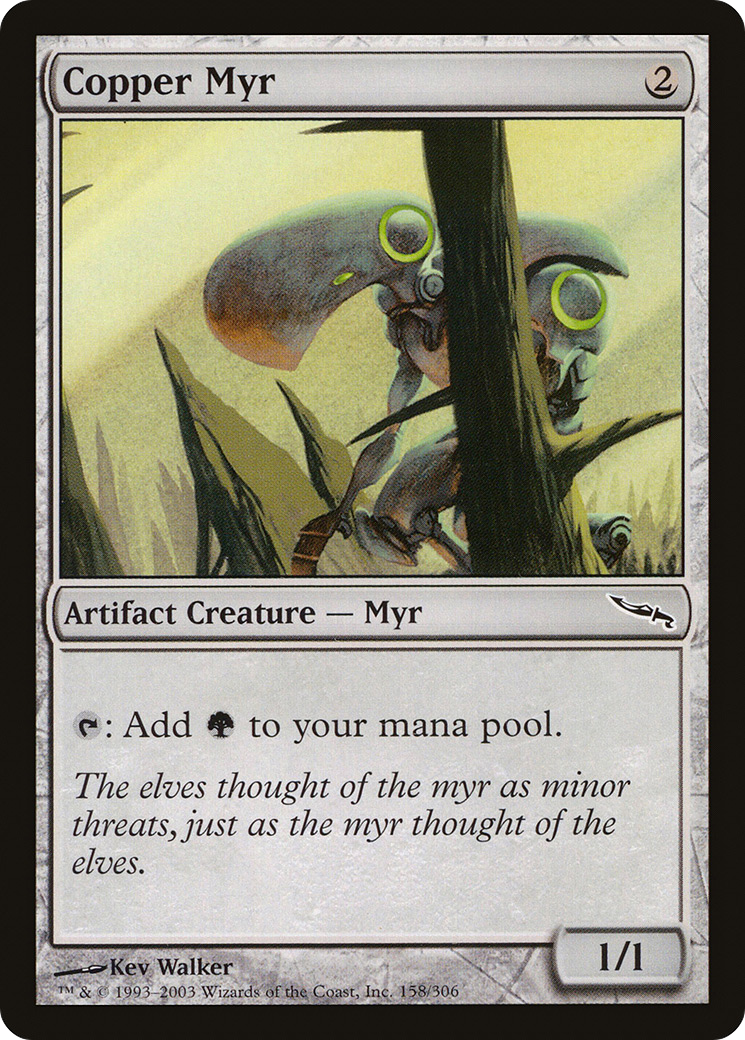 Copper Myr
2
Artifact Creature — Myr
: Add to your mana pool.
The elves thought of the myr as minor
threats, just as the myr thought of the
elves.
1/1
Kev Walker
™ & © 1993–2003 Wizards of the Coast, Inc. 158/306